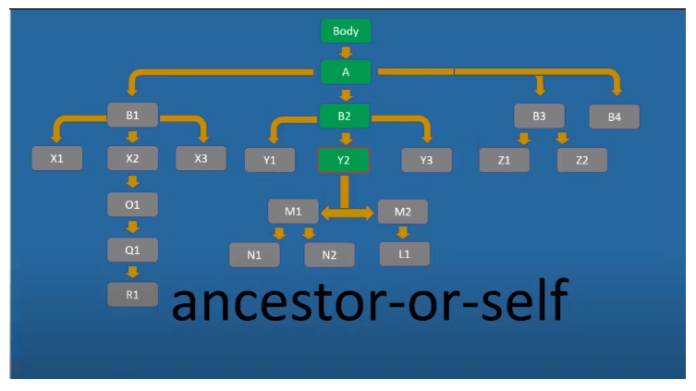 Body
A
B1
B2
B3
B4
X1
X2
X3
Y1
Y2
Y3
Z1
Z2
O1
M1
M2
Q1
N1
N2
L1
R1
ancestor-or-self